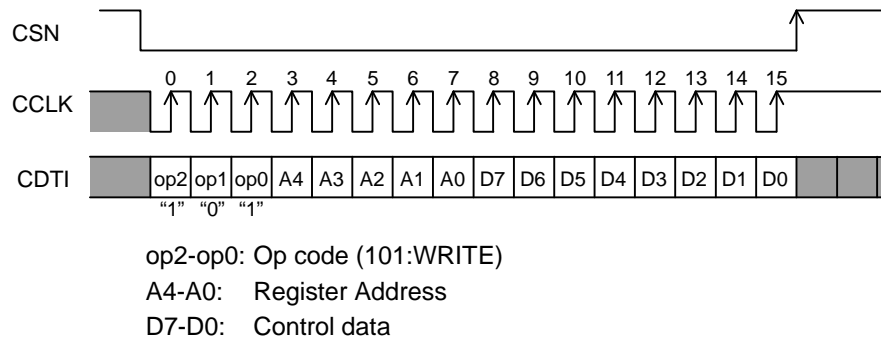 CSN
0 1 2 3 4 5 6 7 8 9 10 11 12 13 14 15
CCLK
CDTI op2 op1 op0 A4 A3 A2 A1 A0 D7 D6 D5 D4 D3 D2 D1 D0
“1” “0” “1”
op2-op0: Op code (101:WRITE)
A4-A0: Register Address
D7-D0: Control data